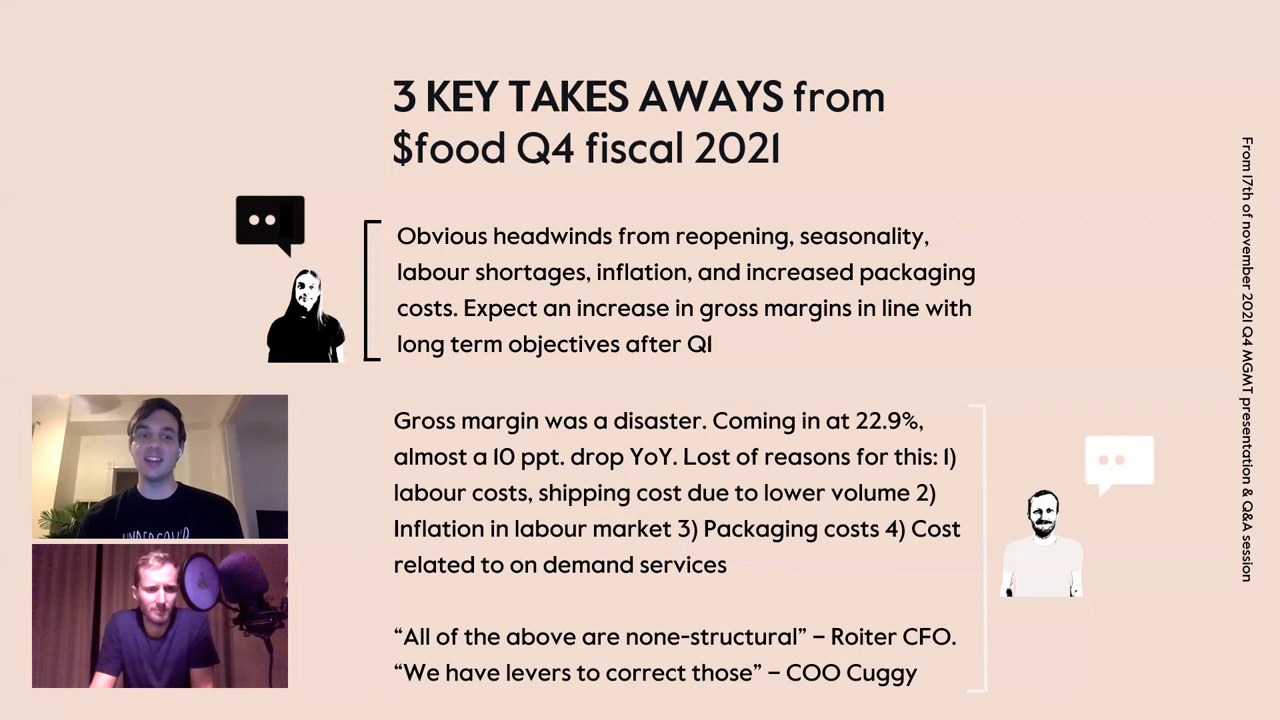 3 KEY TAKES AWAYS from
$food Q4 fiscal 2021
Obvious headwinds from reopening, seasonality,
labour shortages, inflation, and increased packaging
costs. Expect an increase in gross margins in line with
long term objectives after Q1
Gross margin was a disaster. Coming in at 22.9%,
almost a 10 ppt. drop YoY. Lost of reasons for this: 1)
labour costs, shipping cost due to lower volume 2)
Inflation in labour market 3) Packaging costs 4) Cost
related to on demand services
“All of the above are none-structural” – Roiter CFO.
“We have levers to correct those” – COO Cuggy
From 17th of november 2021 Q4 MGMT presentation & Q&A session